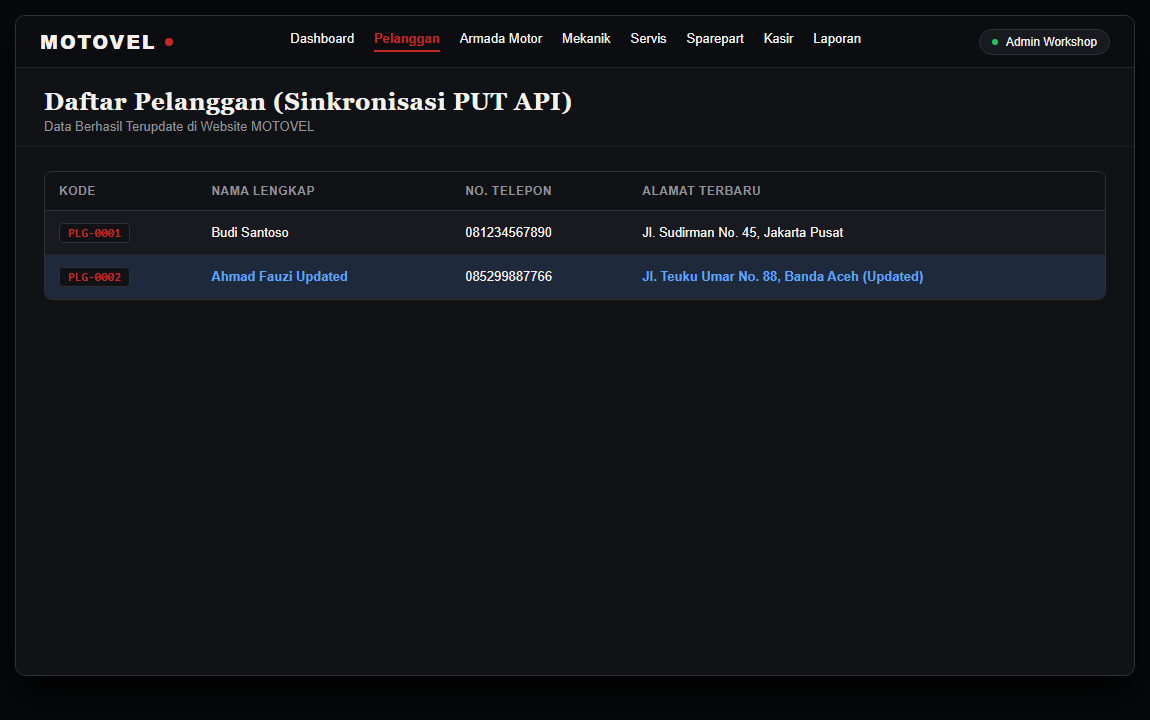 MOTOVEL
Dashboard Pelanggan Armada Motor Mekanik Servis Sparepart Kasir Laporan
Admin Workshop
Daftar Pelanggan (Sinkronisasi PUT API)
Data Berhasil Terupdate di Website MOTOVEL
KODE NAMA LENGKAP NO. TELEPON ALAMAT TERBARU
PLG-0001 Budi Santoso 081234567890 Jl. Sudirman No. 45, Jakarta Pusat
PLG-0002 Ahmad Fauzi Updated 085299887766 Jl. Teuku Umar No. 88, Banda Aceh (Updated)